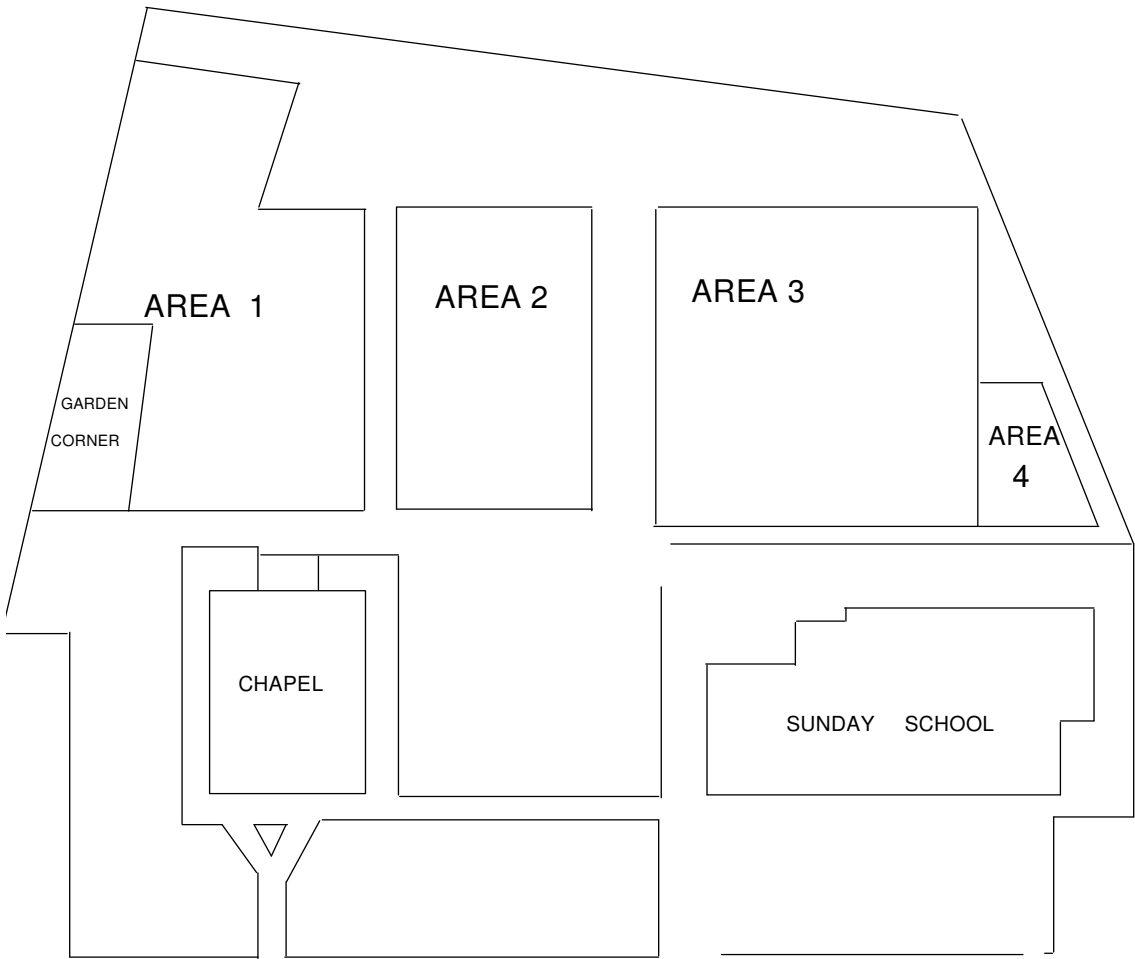 AREA 1
AREA 2
AREA 3
GARDEN
CORNER
AREA
4
CHAPEL
SUNDAY SCHOOL